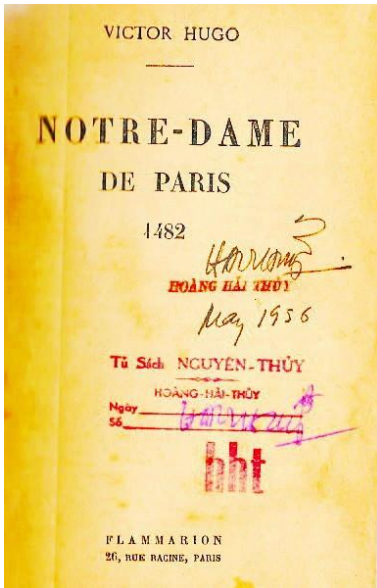 VICTOR HUGO
NOTRE-DAME
DE PARIS
1482
HOÀNG HẢI THỦY
May 1956
Tủ Sách NGUYÊN-THỦY
HOÀNG-HẢI-THỦY
Ngày
Số
hht
FLAMMARION
26, RUE RACINE, PARIS